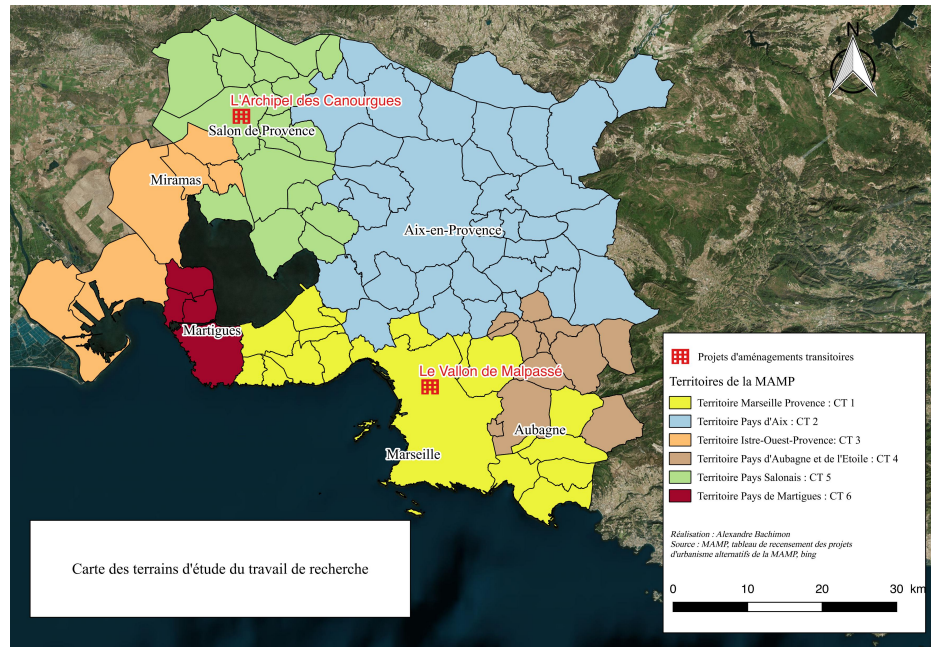 N
L'Archipel des Canourgues
Salon de Provence
Miramas
Aix-en-Provence
Martigues
Le Vallon de Malpassé
Aubagne
Marseille
Projets d'aménagements transitoires
Territoires de la MAMP
Territoire Marseille Provence : CT 1
Territoire Pays d'Aix : CT 2
Territoire Istre-Ouest-Provence: CT 3
Territoire Pays d'Aubagne et de l'Etoile : CT 4
Territoire Pays Salonais : CT 5
Territoire Pays de Martigues : CT 6
Réalisation : Alexandre Bachimon
Source : MAMP, tableau de recensement des projets
d'urbanisme alternatifs de la MAMP, bing
0 10 20 30 km
Carte des terrains d'étude du travail de recherche